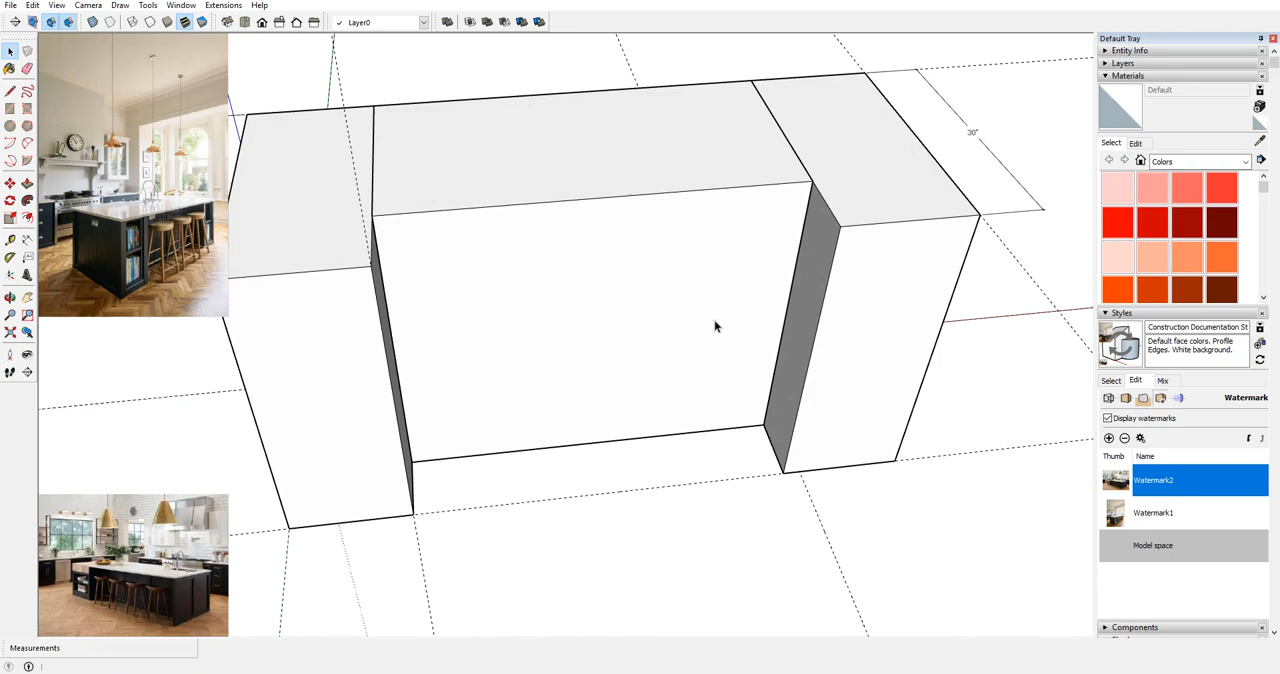 File Edit View Camera Draw Tools Window Extensions Help
✓ Layer0
30"
Measurements
Default Tray
Entity Info
Layers
Materials
Default
Select Edit
Colors
Styles
Construction Documentation St
Default face colors. Profile
Edges. White background.
Select Edit Mix
Watermark
Display watermarks
Thumb Name
Watermark2
Watermark1
Model space
Components